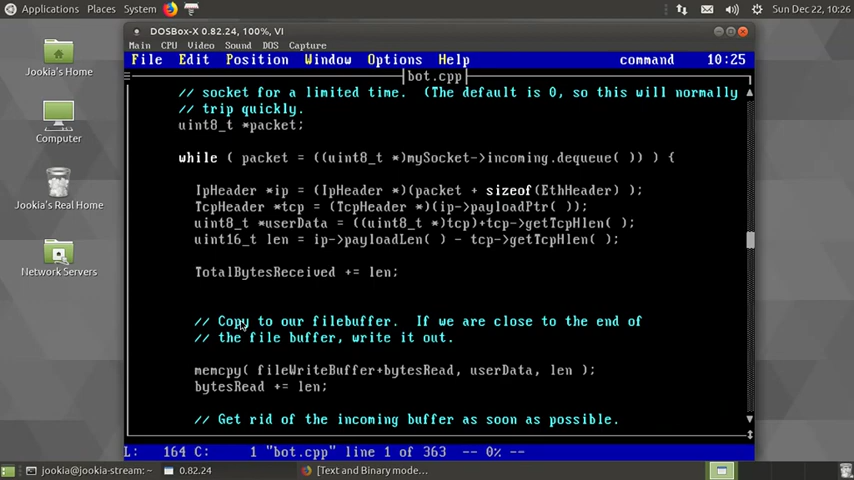 Applications Places System Sun Dec 22, 10:26
DOSBox-X 0.82.24, 100%, VI
Main CPU Video Sound DOS Capture
File Edit Position Window Options Help command 10:25
bot.cpp
// socket for a limited time. (The default is 0, so this will normally
// trip quickly.
uint8_t *packet;
while ( packet = ((uint8_t *)mySocket->incoming.dequeue( )) ) {
IpHeader *ip = (IpHeader *)(packet + sizeof(EthHeader) );
TcpHeader *tcp = (TcpHeader *)(ip->payloadPtr( ));
uint8_t *userData = ((uint8_t *)tcp)+tcp->getTcpHlen( );
uint16_t len = ip->payloadLen( ) - tcp->getTcpHlen( );
TotalBytesReceived += len;
// Copy to our filebuffer. If we are close to the end of
// the file buffer, write it out.
memcpy( fileWriteBuffer+bytesRead, userData, len );
bytesRead += len;
// Get rid of the incoming buffer as soon as possible.
L: 164 C: 1 "bot.cpp" line 1 of 363 -- 0% --
Jookia's Home
Computer
Jookia's Real Home
Network Servers
jookia@jookia-stream: ~ 0.82.24 [Text and Binary mode...